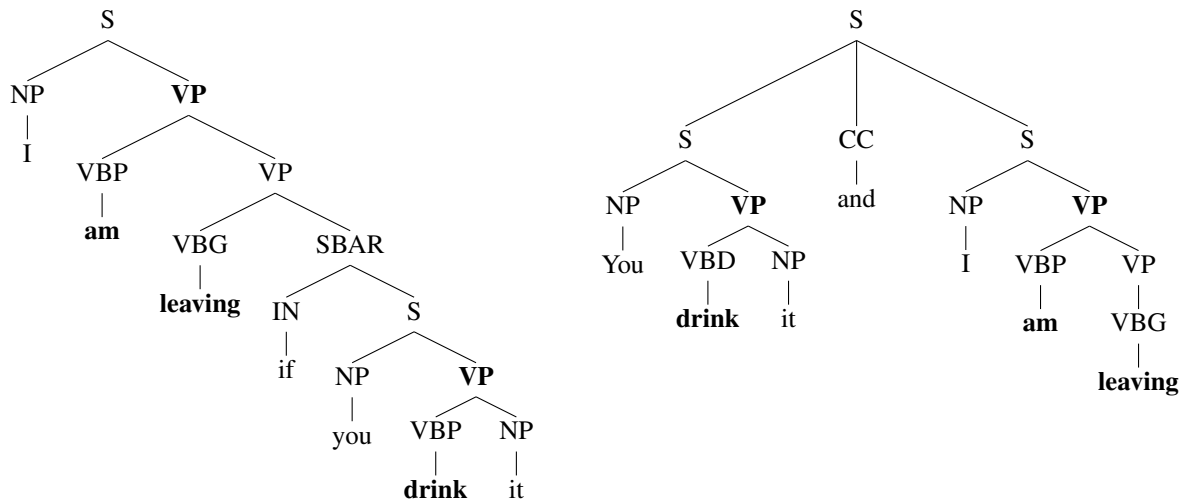 S S
NP VP
I
VBP VP
am
VBG SBAR
leaving
IN S
if
NP VP
you
VBP NP
drink it
S CC S
and
NP VP NP VP
You I
VBD NP VBP VP
drink it am VBG
leaving